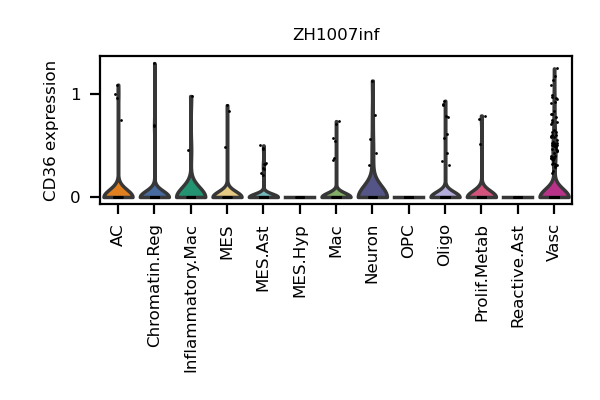 ZH1007inf
CD36 expression
1
0
AC
Chromatin.Reg
Inflammatory.Mac
MES
MES.Ast
MES.Hyp
Mac
Neuron
OPC
Oligo
Prolif.Metab
Reactive.Ast
Vasc